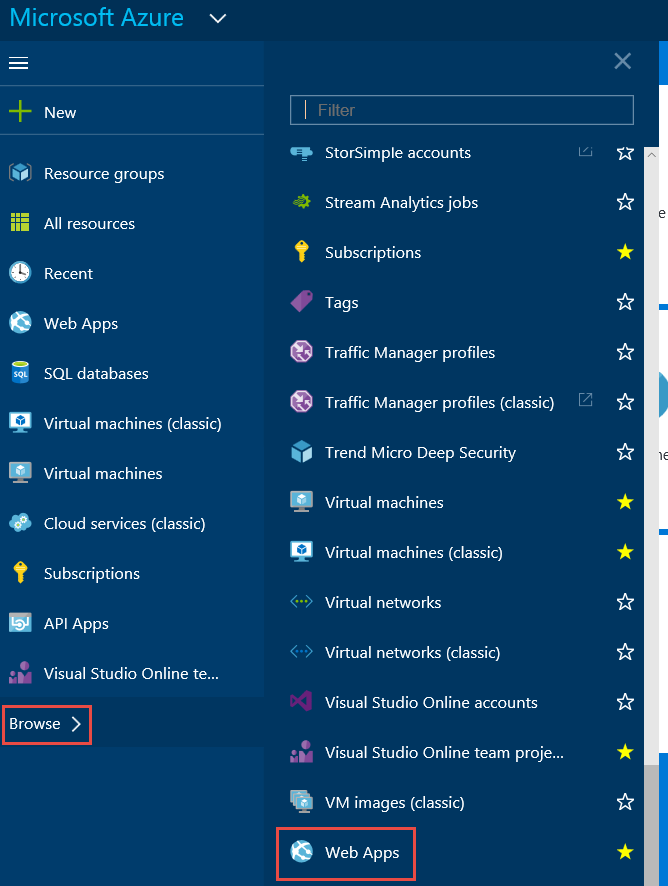 Microsoft Azure
New
Resource groups
All resources
Recent
Web Apps
SQL databases
Virtual machines (classic)
Virtual machines
Cloud services (classic)
Subscriptions
API Apps
Visual Studio Online te...
Browse
Filter
StorSimple accounts
Stream Analytics jobs
Subscriptions
Tags
Traffic Manager profiles
Traffic Manager profiles (classic)
Trend Micro Deep Security
Virtual machines
Virtual machines (classic)
Virtual networks
Virtual networks (classic)
Visual Studio Online accounts
Visual Studio Online team proje...
VM images (classic)
Web Apps